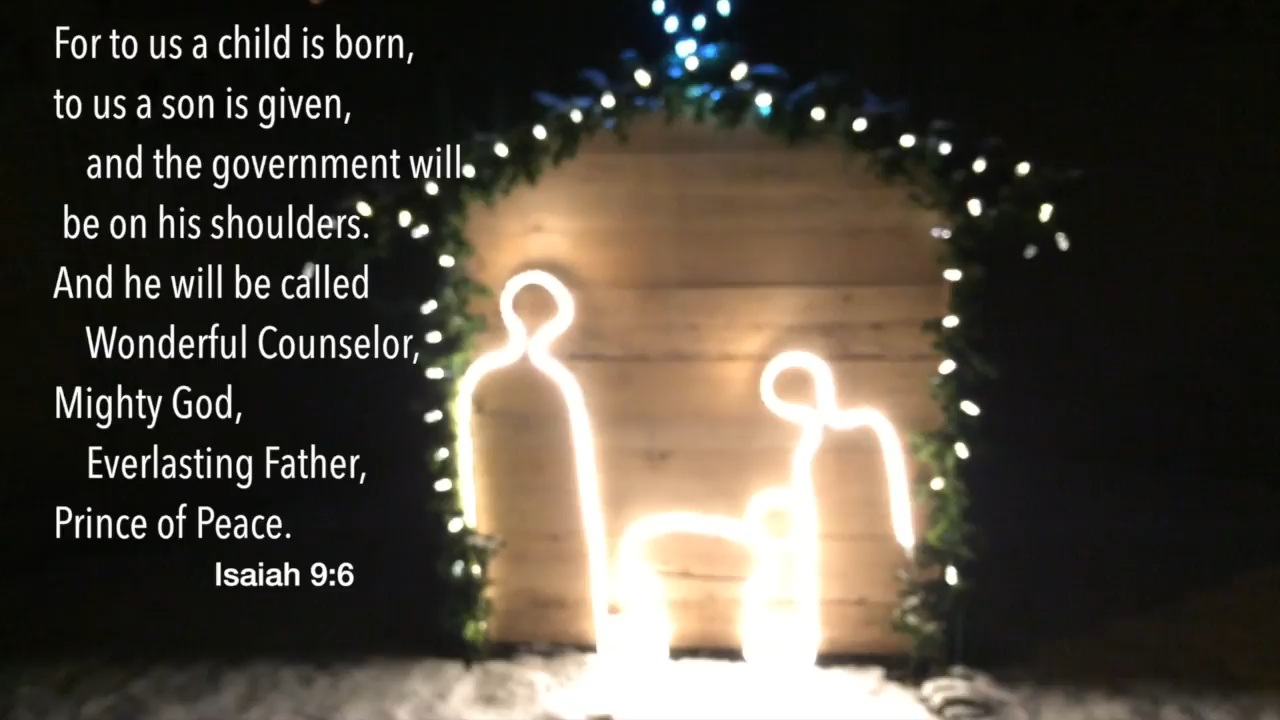 For to us a child is born,
to us a son is given,
and the government will
be on his shoulders.
And he will be called
Wonderful Counselor,
Mighty God,
Everlasting Father,
Prince of Peace.
Isaiah 9:6